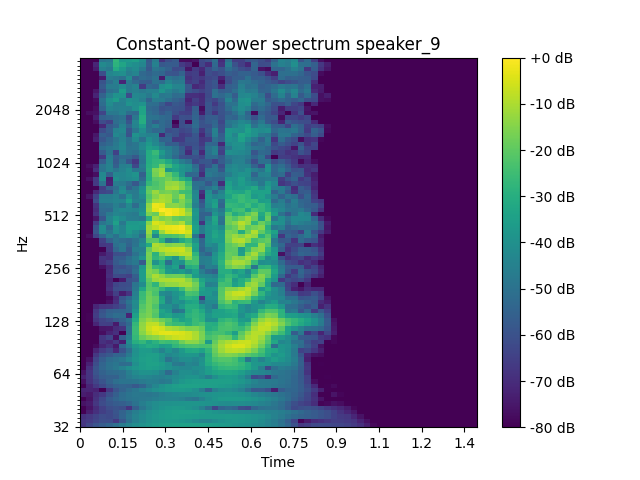 Constant-Q power spectrum speaker_9
+0 dB
-10 dB
-20 dB
-30 dB
-40 dB
-50 dB
-60 dB
-70 dB
-80 dB
2048
1024
512
256
128
64
32
Hz
0 0.15 0.3 0.45 0.6 0.75 0.9 1.1 1.2 1.4
Time